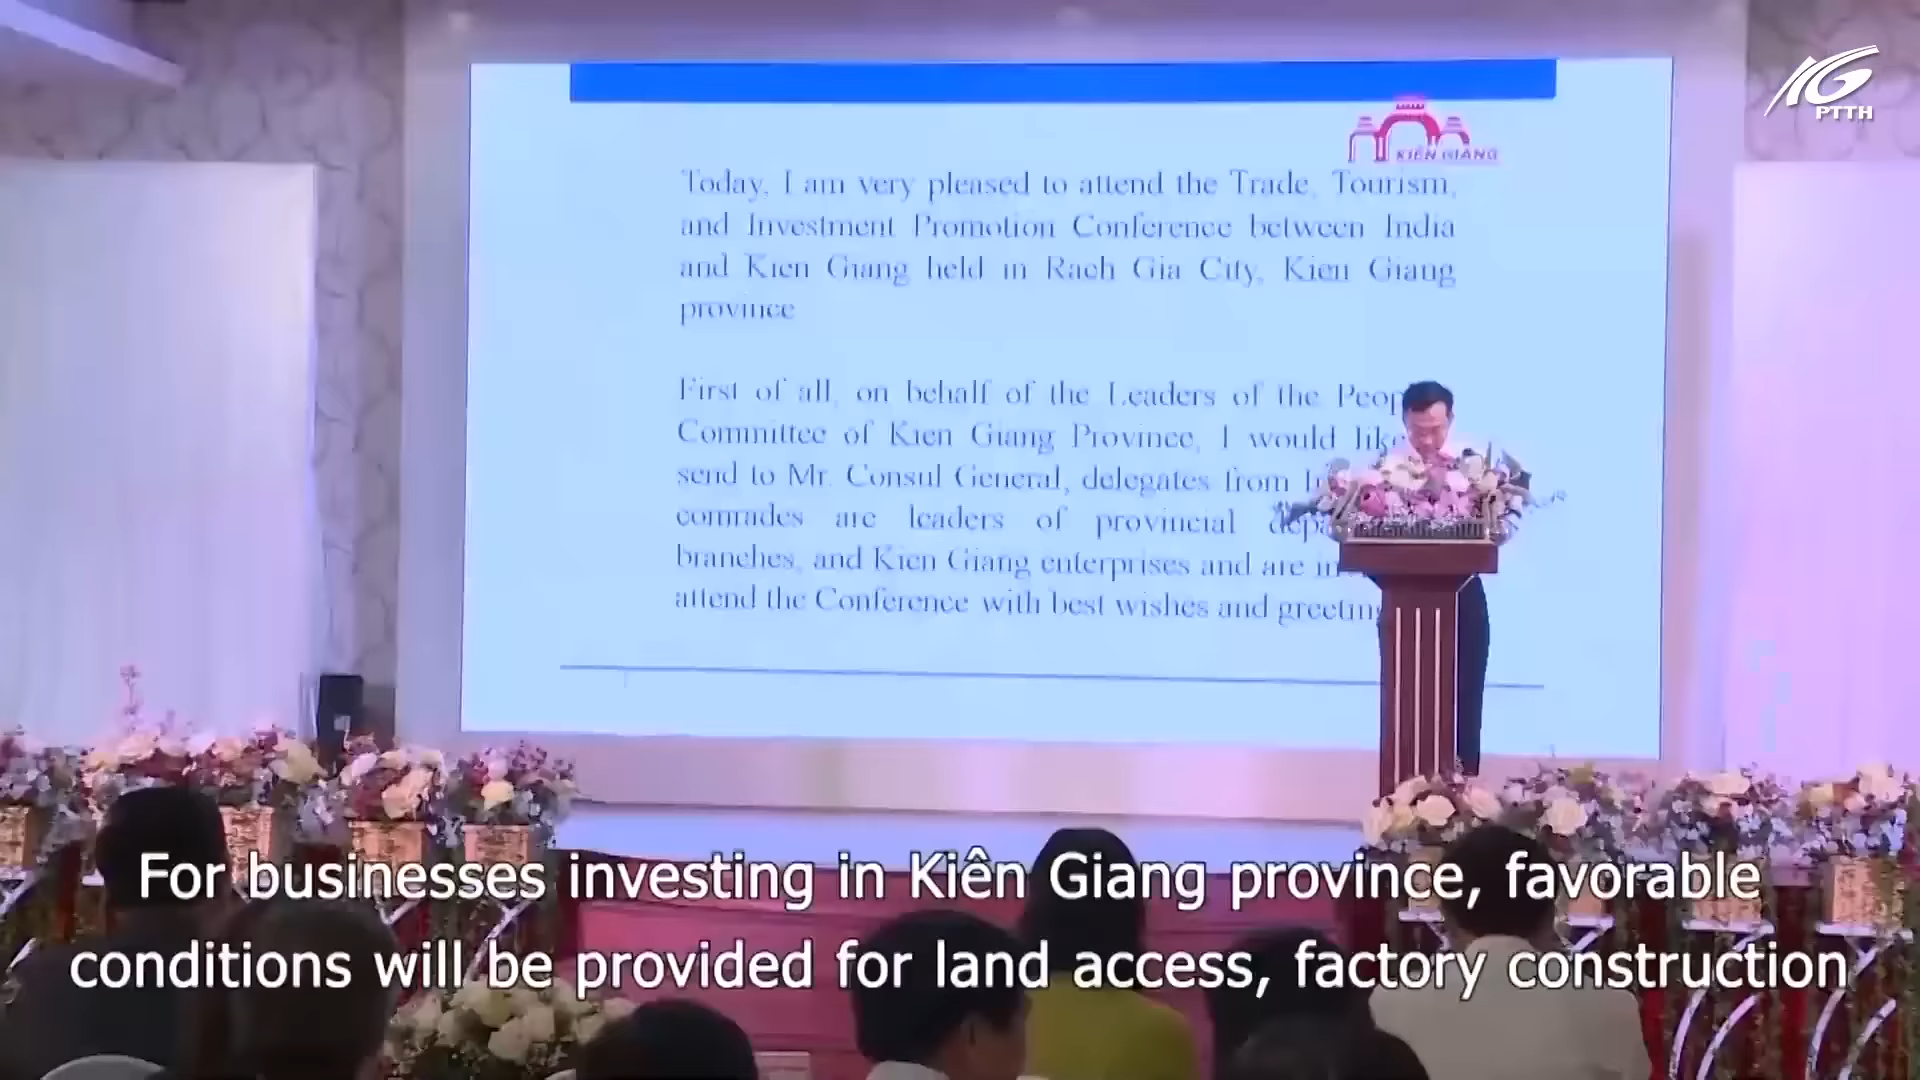 KG
PTTH
KIÊN GIANG
Today, I am very pleased to attend the Trade, Tourism,
and Investment Promotion Conference between India
and Kien Giang held in Rach Gia City, Kien Giang
province
First of all, on behalf of the Leaders of the
Committee of Kien Giang Province, I would
send to Mr. Consul General, delegates from
comrades are leaders of provincial
branches, and Kien Giang enterprises and are
attend the Conference with best wishes and
For businesses investing in Kiên Giang province, favorable
conditions will be provided for land access, factory construction